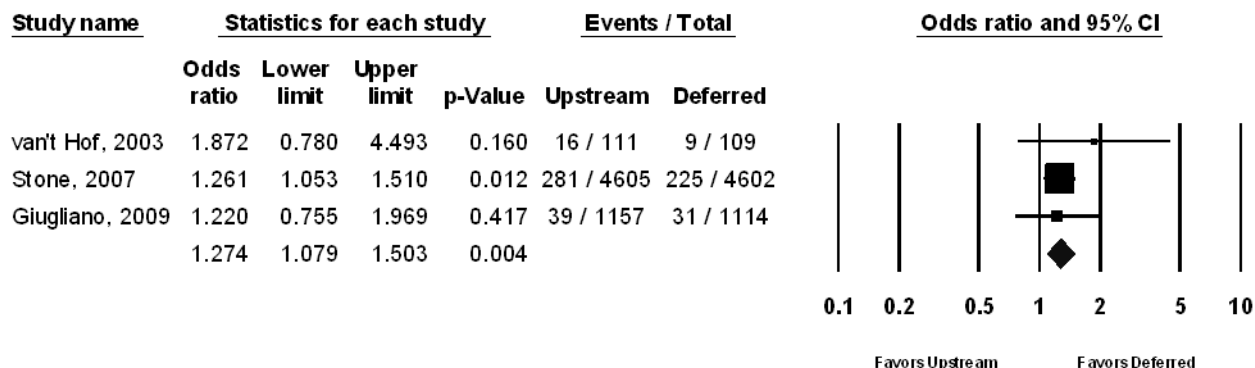 Study name Statistics for each study Events / Total Odds ratio and 95% CI
Odds Lower Upper
ratio limit limit p-Value Upstream Deferred
van't Hof, 2003 1.872 0.780 4.493 0.160 16 / 111 9 / 109
Stone, 2007 1.261 1.053 1.510 0.012 281 / 4605 225 / 4602
Giugliano, 2009 1.220 0.755 1.969 0.417 39 / 1157 31 / 1114
1.274 1.079 1.503 0.004
0.1 0.2 0.5 1 2 5 10
Favors Upstream Favors Deferred